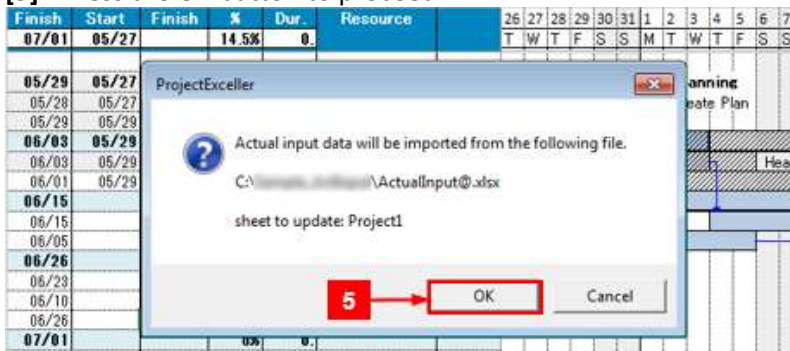 Finish Start Finish % Dur. Resource 26 27 28 29 30 31 1 2 3 4 5 6 7
07/01 05/27 14.5% 0. T W T F S S M T W T F S S
05/29 05/27 anning
05/28 05/27 eate Plan
05/29 05/29
06/03 05/29
06/03 05/29 Hea
06/01 05/29
06/15
06/15
06/05
06/26
06/23
06/10
06/26
07/01 0% 0.
ProjectExceller
Actual input data will be imported from the following file.
C:\ \ActualInput@.xlsx
sheet to update: Project1
5 OK Cancel